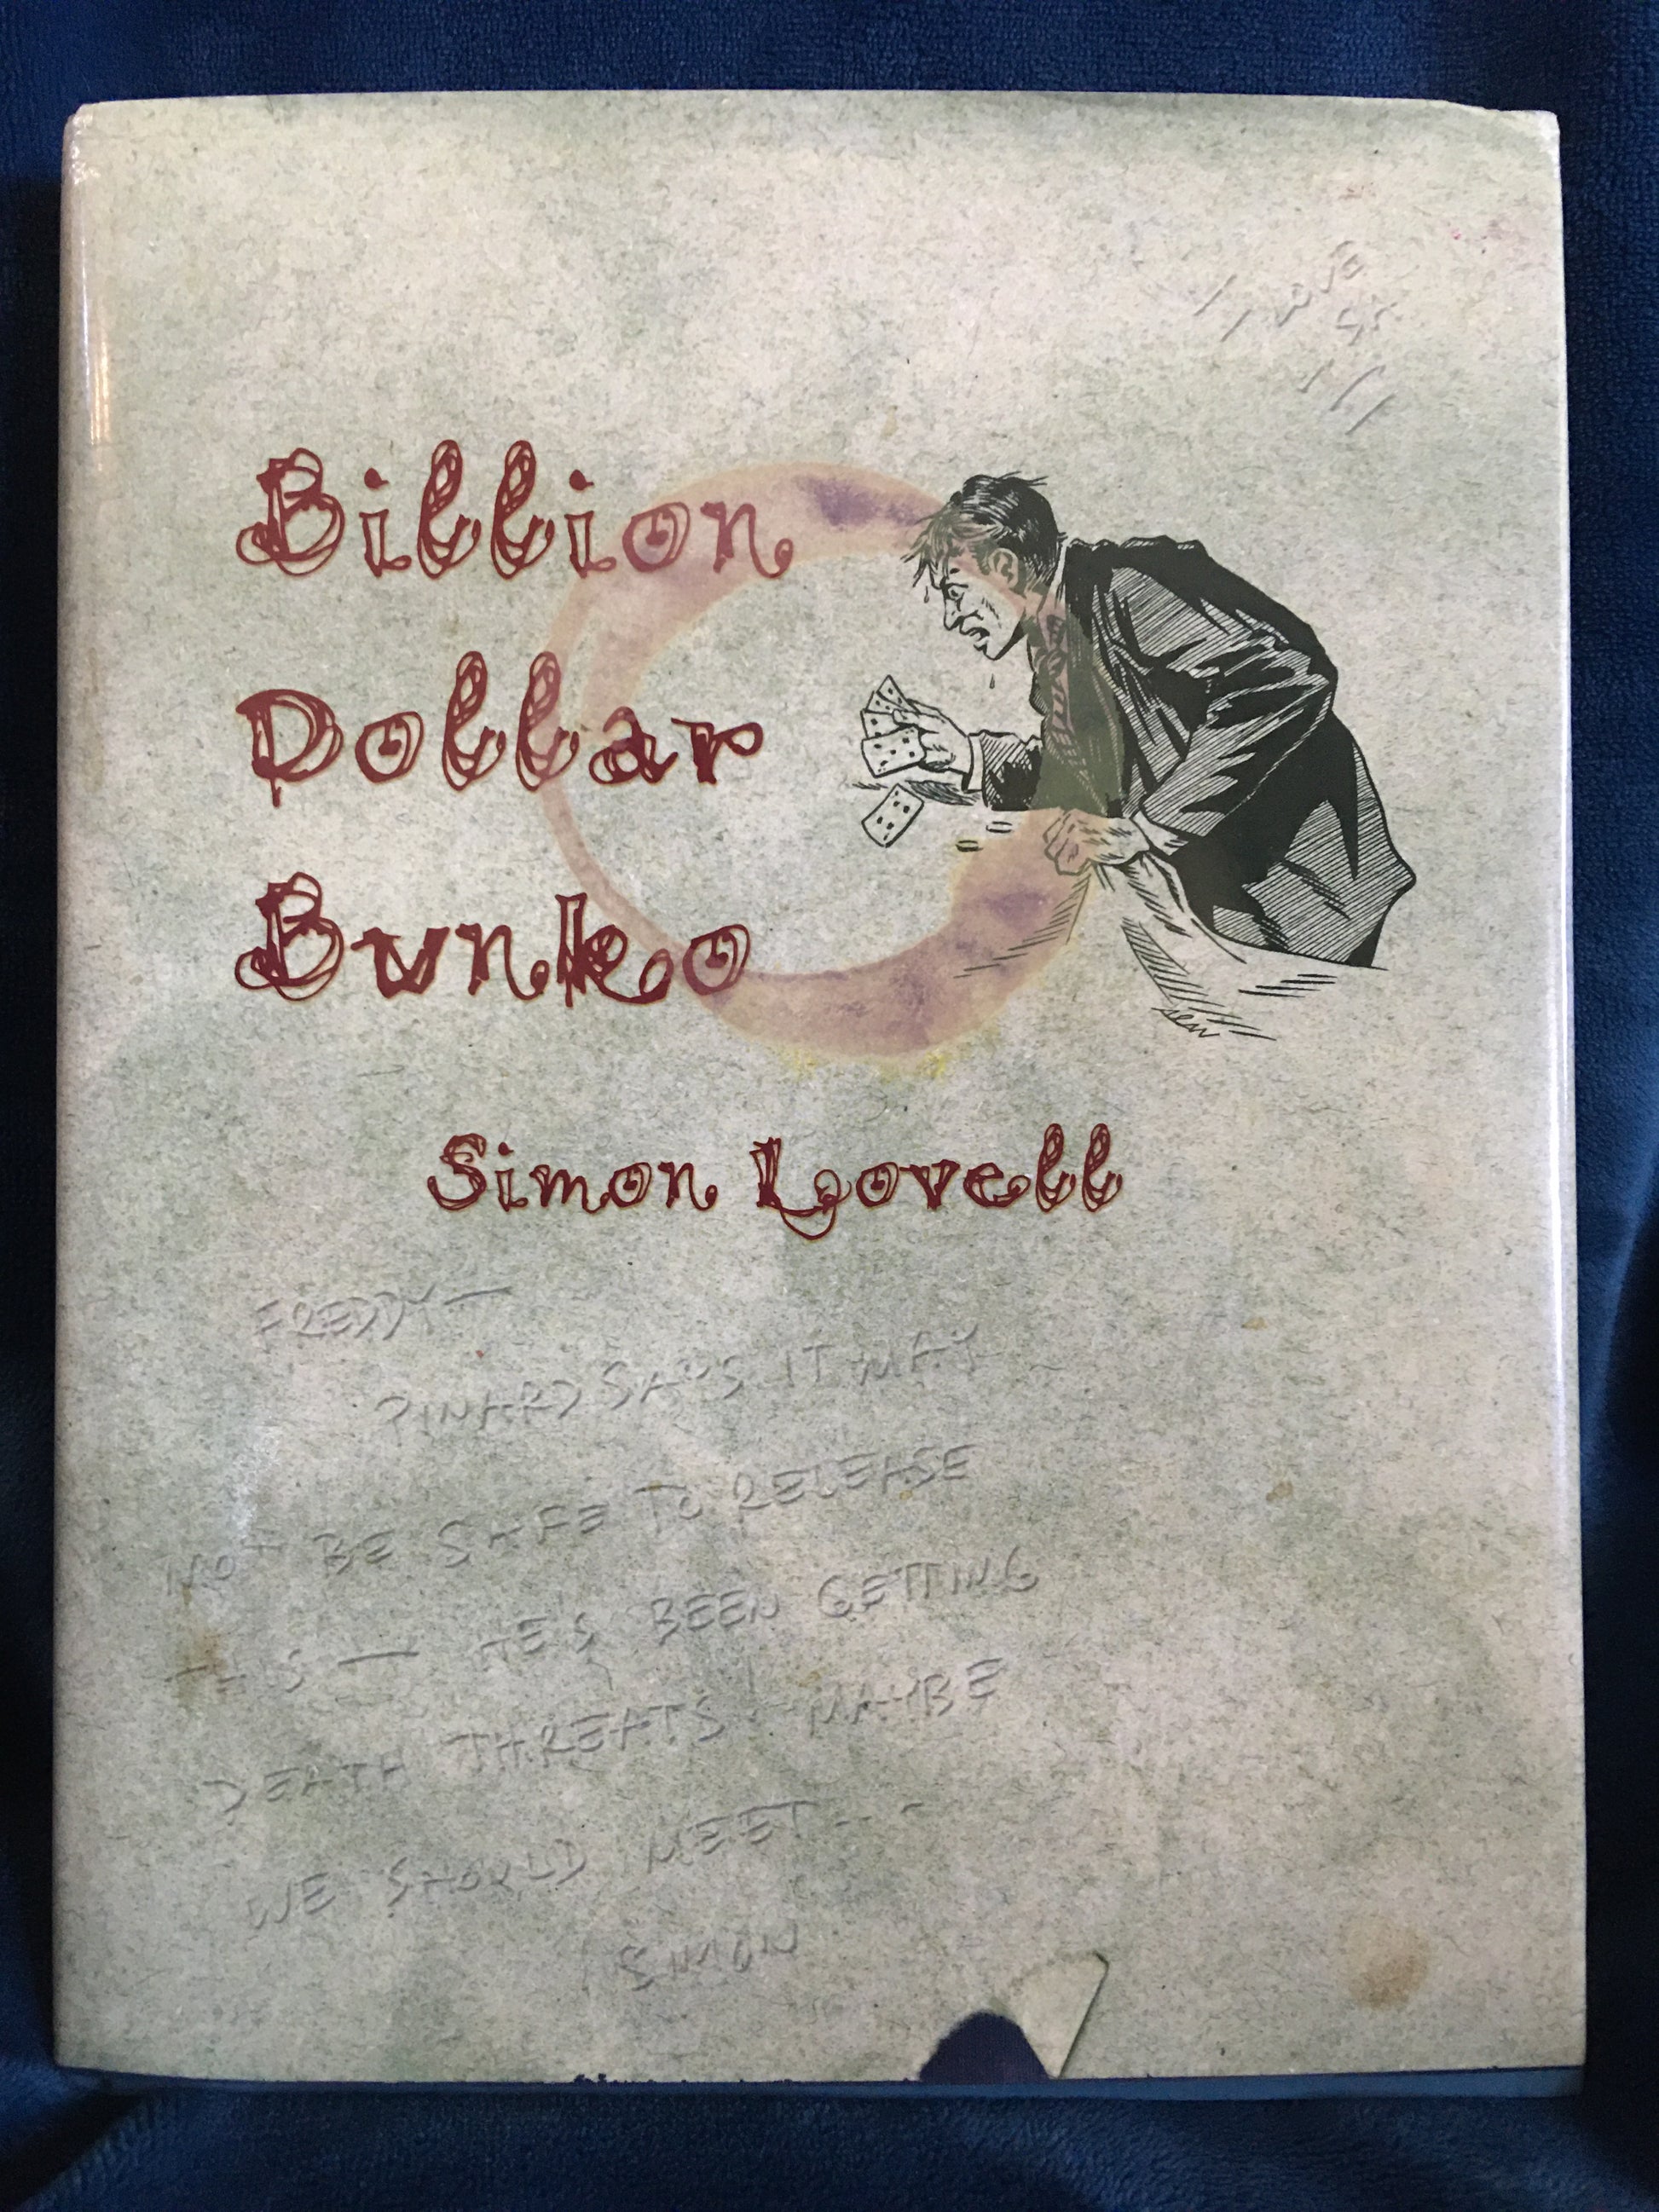 Billion
Dollar
Bunko
Sean
Simon Lovell
FREDDY—
PINARD SAYS IT MAY
NOT BE SAFE TO RELEASE
THIS — HE'S BEEN GETTING
DEATH THREATS! MAYBE
WE SHOULD MEET...
SIMON